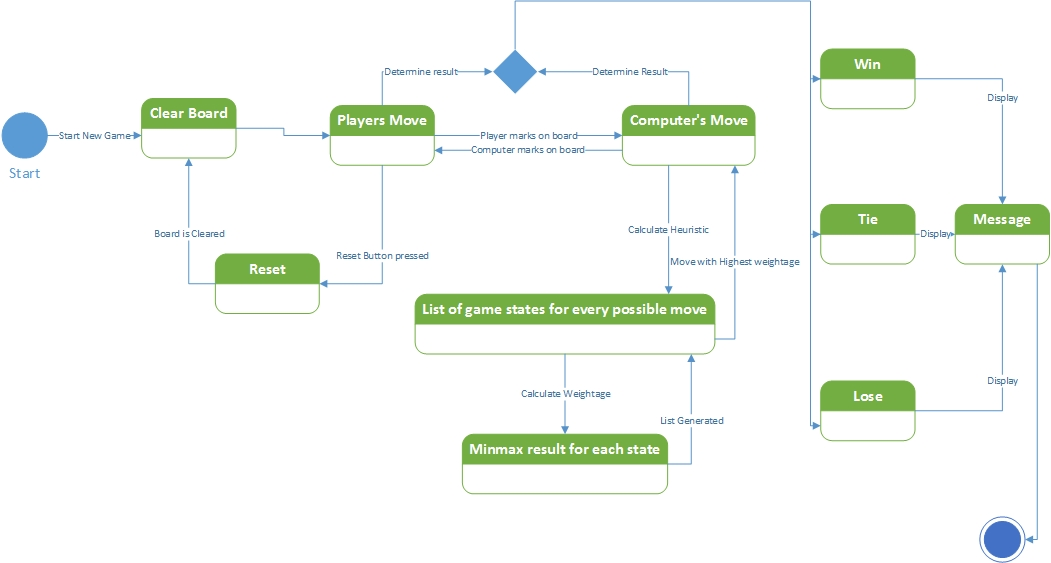 Start
Start New Game
Clear Board
Players Move
Determine result
Determine Result
Computer's Move
Player marks on board
Computer marks on board
Board is Cleared
Reset
Reset Button pressed
Calculate Heuristic
Move with Highest weightage
List of game states for every possible move
Calculate Weightage
List Generated
Minmax result for each state
Win
Display
Tie
Display
Message
Lose
Display